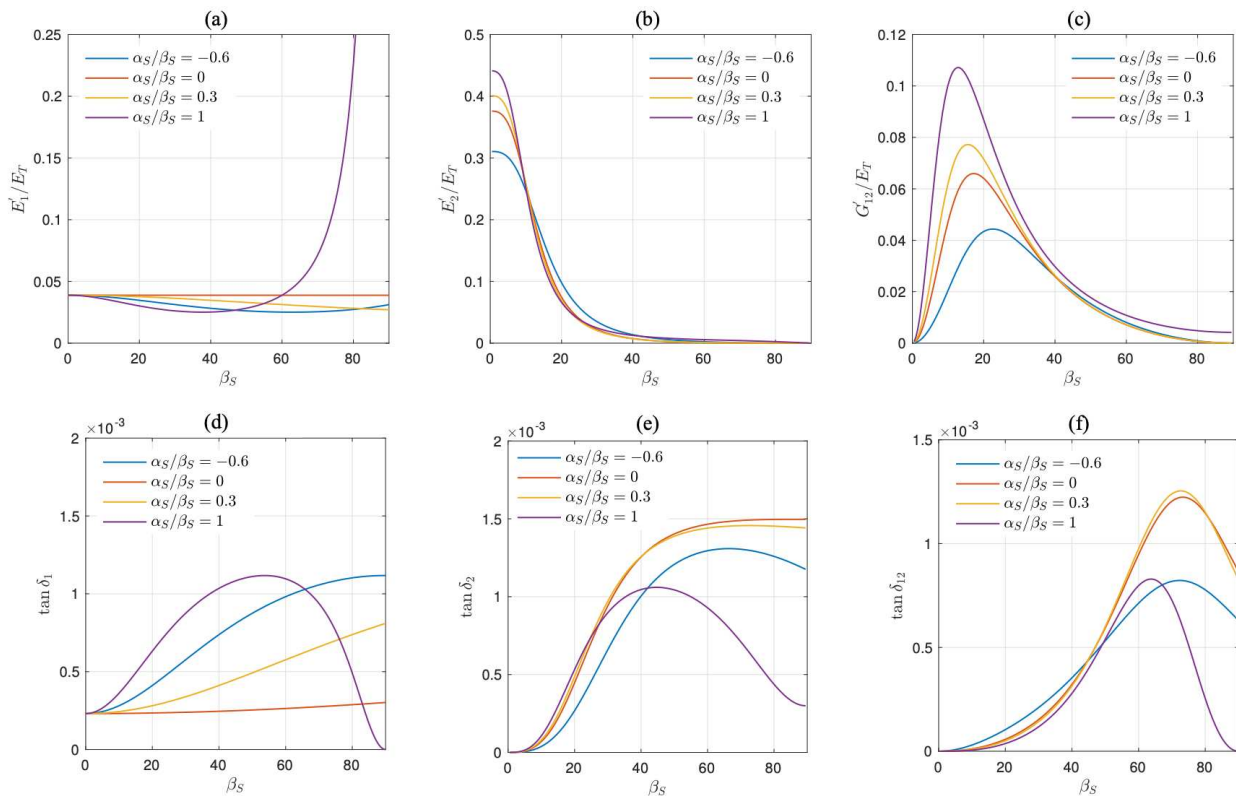 (a)
0.25
0.2
0.15
0.1
0.05
0
E′₁/E_T
α_S/β_S = −0.6
α_S/β_S = 0
α_S/β_S = 0.3
α_S/β_S = 1
0 20 40 60 80
β_S
(b)
0.5
0.4
0.3
0.2
0.1
0
E′₂/E_T
α_S/β_S = −0.6
α_S/β_S = 0
α_S/β_S = 0.3
α_S/β_S = 1
0 20 40 60 80
β_S
(c)
0.12
0.1
0.08
0.06
0.04
0.02
0
G′₁₂/E_T
α_S/β_S = −0.6
α_S/β_S = 0
α_S/β_S = 0.3
α_S/β_S = 1
0 20 40 60 80
β_S
(d)
×10⁻³
2
1.5
1
0.5
0
tan δ₁
α_S/β_S = −0.6
α_S/β_S = 0
α_S/β_S = 0.3
α_S/β_S = 1
0 20 40 60 80
β_S
(e)
×10⁻³
2
1.5
1
0.5
0
tan δ₂
α_S/β_S = −0.6
α_S/β_S = 0
α_S/β_S = 0.3
α_S/β_S = 1
0 20 40 60 80
β_S
(f)
×10⁻³
1.5
1
0.5
0
tan δ₁₂
α_S/β_S = −0.6
α_S/β_S = 0
α_S/β_S = 0.3
α_S/β_S = 1
0 20 40 60 80
β_S